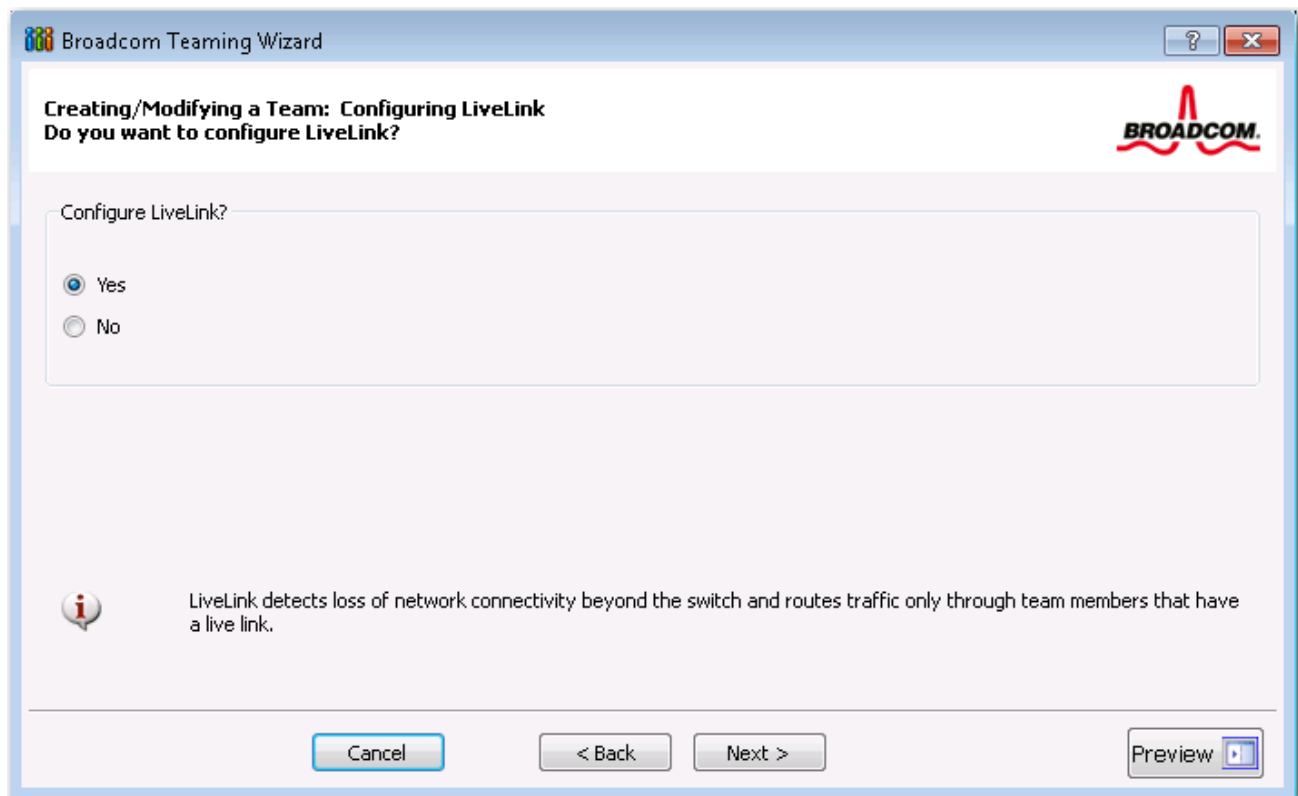 Broadcom Teaming Wizard
?
Creating/Modifying a Team: Configuring LiveLink
Do you want to configure LiveLink?
BROADCOM.
Configure LiveLink?
Yes
No
i
LiveLink detects loss of network connectivity beyond the switch and routes traffic only through team members that have
a live link.
Cancel
< Back
Next >
Preview